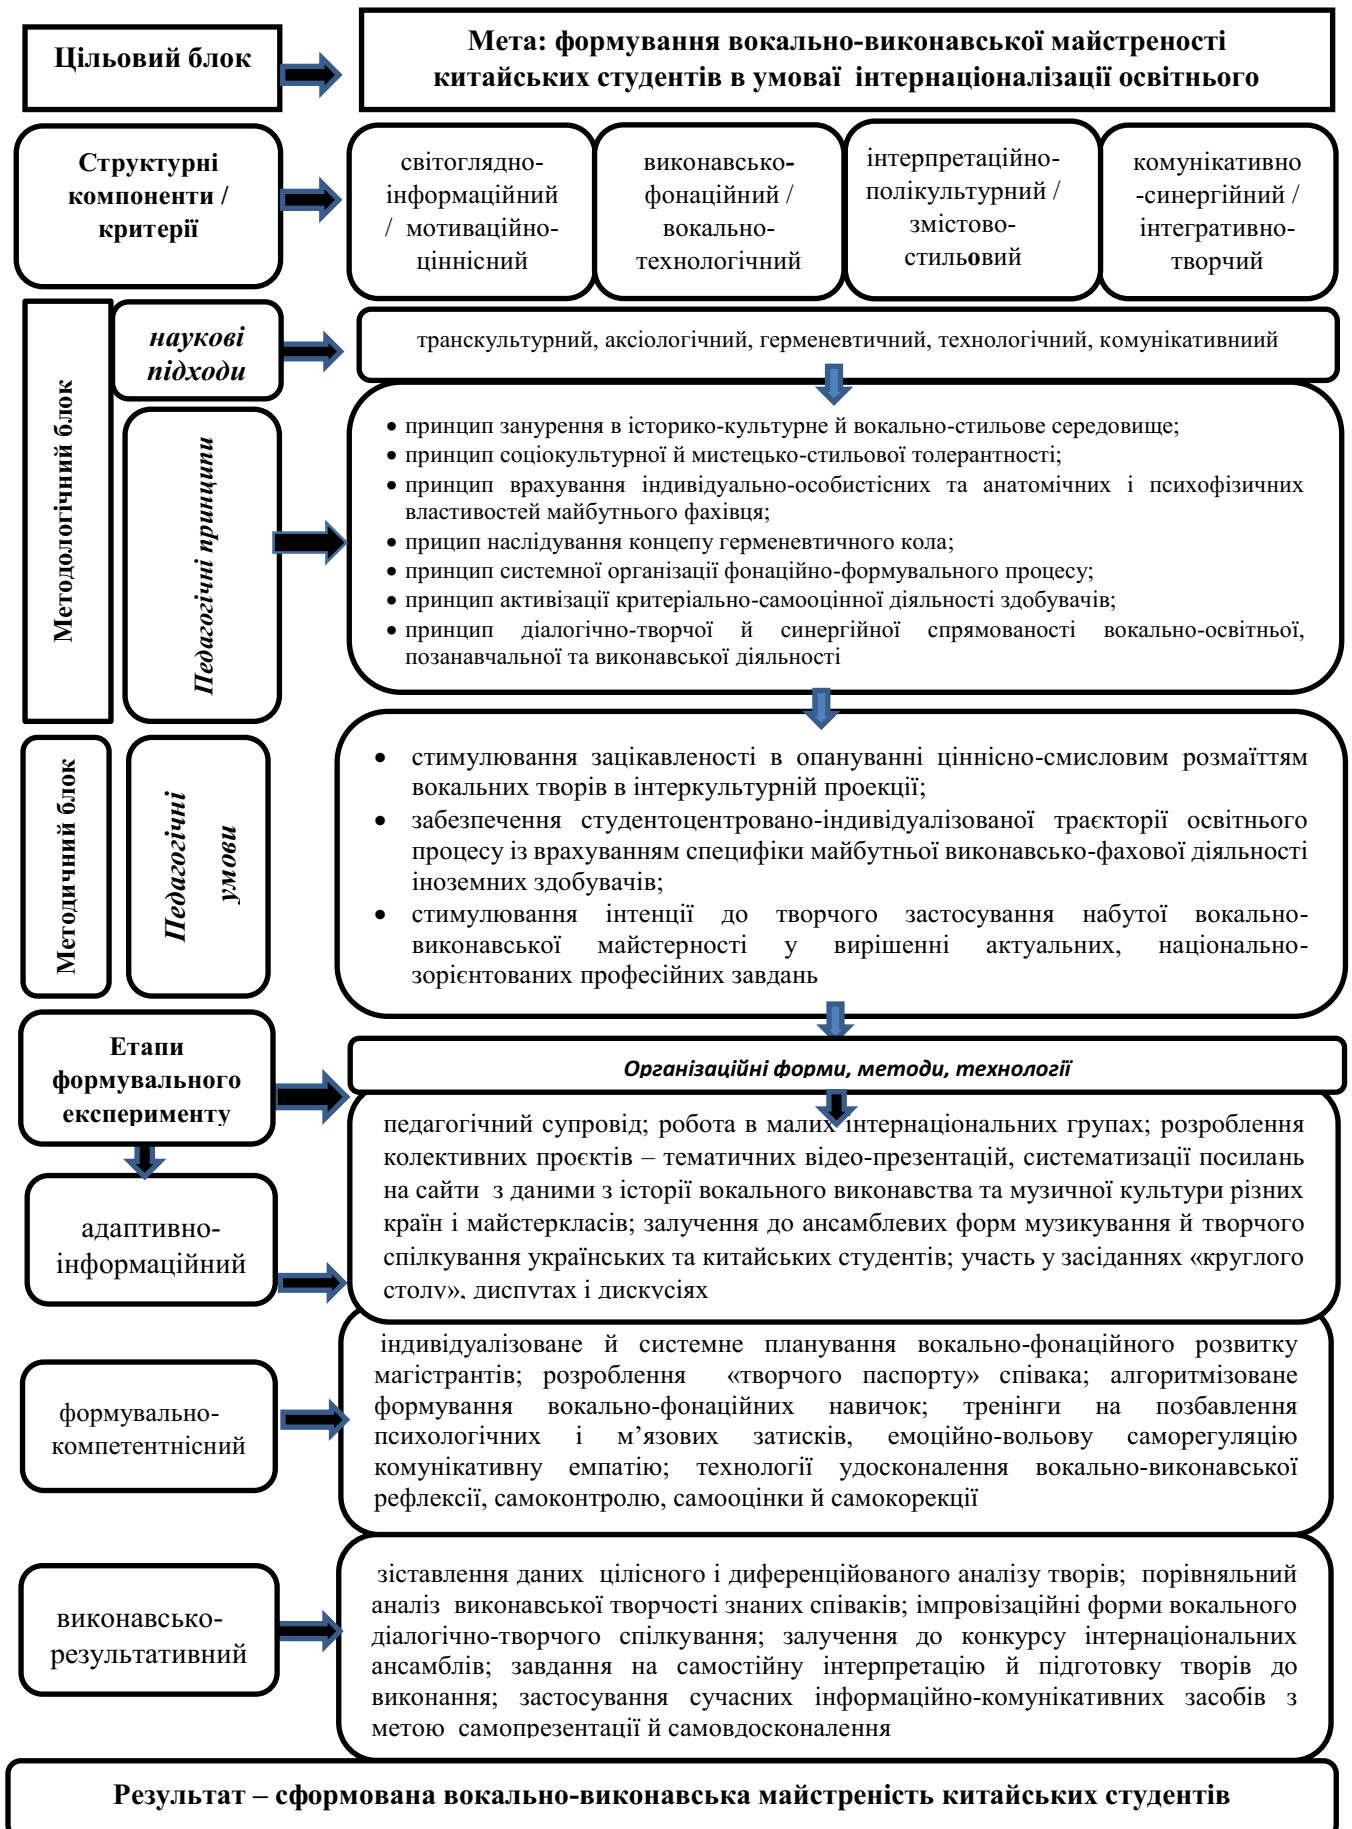 Цільовий блок
Мета: формування вокально-виконавської майстреності
китайських студентів в умоваї інтернаціоналізації освітнього
Структурні
компоненти /
критерії
світоглядно-
інформаційний
/ мотиваційно-
ціннісний
виконавсько-
фонаційний /
вокально-
технологічний
інтерпретаційно-
полікультурний /
змістово-
стильовий
комунікативно
-синергійний /
інтегративно-
творчий
Методологічний блок
наукові
підходи
транскультурний, аксіологічний, герменевтичний, технологічний, комунікативниий
Педагогічні принципи
• принцип занурення в історико-культурне й вокально-стильове середовище;
• принцип соціокультурної й мистецько-стильової толерантності;
• принцип врахування індивідуально-особистісних та анатомічних і психофізичних
властивостей майбутнього фахівця;
• прицип наслідування концепу герменевтичного кола;
• принцип системної організації фонаційно-формувального процесу;
• принцип активізації критеріально-самооцінної діяльності здобувачів;
• принцип діалогічно-творчої й синергійної спрямованості вокально-освітньої,
позанавчальної та виконавської діяльності
Методичний блок
Педагогічні
умови
• стимулювання зацікавленості в опануванні ціннісно-смисловим розмаїттям
вокальних творів в інтеркультурній проекції;
• забезпечення студентоцентровано-індивідуалізованої траєкторії освітнього
процесу із врахуванням специфіки майбутньої виконавсько-фахової діяльності
іноземних здобувачів;
• стимулювання інтенції до творчого застосування набутої вокально-
виконавської майстерності у вирішенні актуальних, національно-
зорієнтованих професійних завдань
Етапи
формувального
експерименту
Організаційні форми, методи, технології
адаптивно-
інформаційний
педагогічний супровід; робота в малих інтернаціональних групах; розроблення
колективних проєктів – тематичних відео-презентацій, систематизації посилань
на сайти з даними з історії вокального виконавства та музичної культури різних
країн і майстеркласів; залучення до ансамблевих форм музикування й творчого
спілкування українських та китайських студентів; участь у засіданнях «круглого
столу», диспутах і дискусіях
формувально-
компетентнісний
індивідуалізоване й системне планування вокально-фонаційного розвитку
магістрантів; розроблення «творчого паспорту» співака; алгоритмізоване
формування вокально-фонаційних навичок; тренінги на позбавлення
психологічних і м’язових затисків, емоційно-вольову саморегуляцію
комунікативну емпатію; технології удосконалення вокально-виконавської
рефлексії, самоконтролю, самооцінки й самокорекції
виконавсько-
результативний
зіставлення даних цілісного і диференційованого аналізу творів; порівняльний
аналіз виконавської творчості знаних співаків; імпровізаційні форми вокального
діалогічно-творчого спілкування; залучення до конкурсу інтернаціональних
ансамблів; завдання на самостійну інтерпретацію й підготовку творів до
виконання; застосування сучасних інформаційно-комунікативних засобів з
метою самопрезентації й самовдосконалення
Результат – сформована вокально-виконавська майстреність китайських студентів